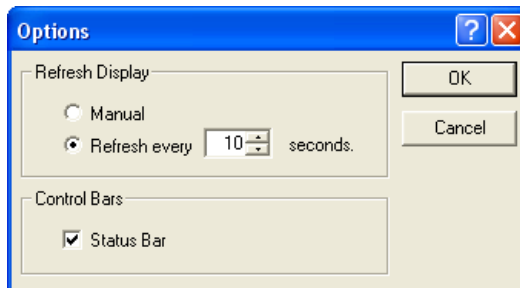 Options
Refresh Display
OK
Manual
Refresh every 10 seconds.
Cancel
Control Bars
Status Bar